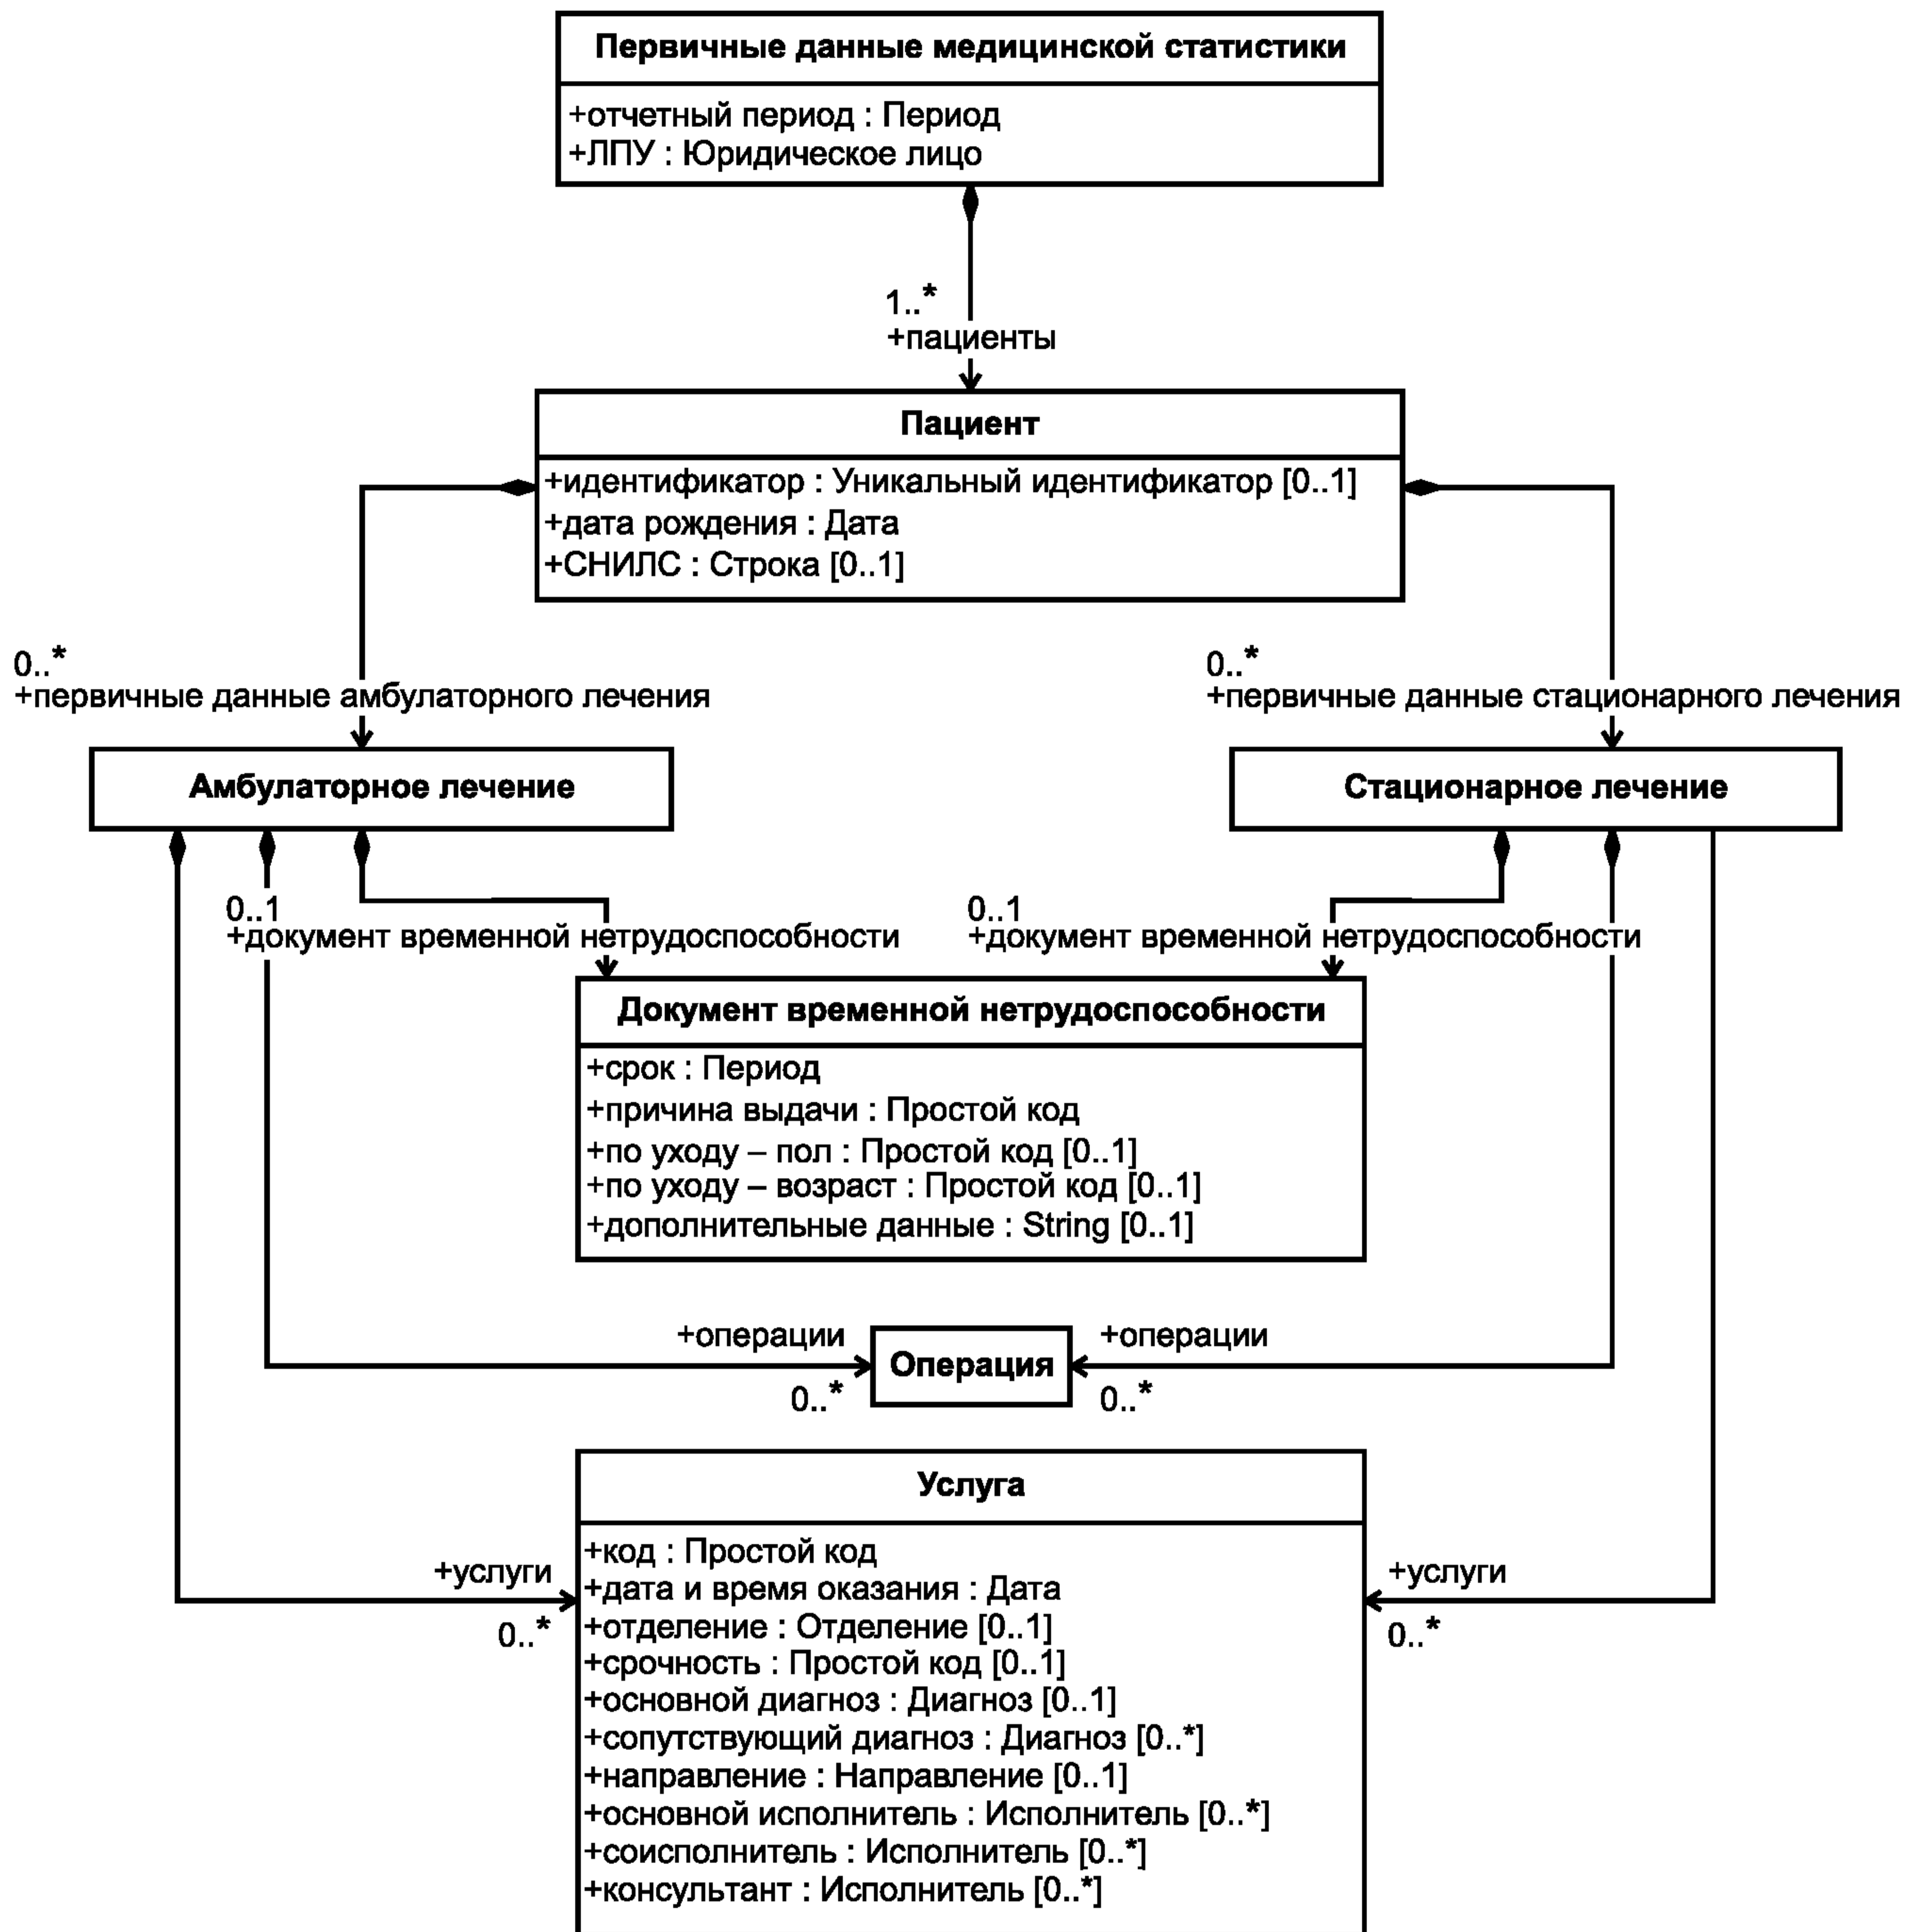 Первичные данные медицинской статистики
+отчетный период : Период
+ЛПУ : Юридическое лицо
1..*
+пациенты
Пациент
+идентификатор : Уникальный идентификатор [0..1]
+дата рождения : Дата
+СНИЛС : Строка [0..1]
0..*
+первичные данные амбулаторного лечения
0..*
+первичные данные стационарного лечения
Амбулаторное лечение
Стационарное лечение
0..1
+документ временной нетрудоспособности
0..1
+документ временной нетрудоспособности
Документ временной нетрудоспособности
+срок : Период
+причина выдачи : Простой код
+по уходу – пол : Простой код [0..1]
+по уходу – возраст : Простой код [0..1]
+дополнительные данные : String [0..1]
+операции
0..*
Операция
+операции
0..*
Услуга
+код : Простой код
+дата и время оказания : Дата
+отделение : Отделение [0..1]
+срочность : Простой код [0..1]
+основной диагноз : Диагноз [0..1]
+сопутствующий диагноз : Диагноз [0..*]
+направление : Направление [0..1]
+основной исполнитель : Исполнитель [0..*]
+соисполнитель : Исполнитель [0..*]
+консультант : Исполнитель [0..*]
+услуги
0..*
+услуги
0..*